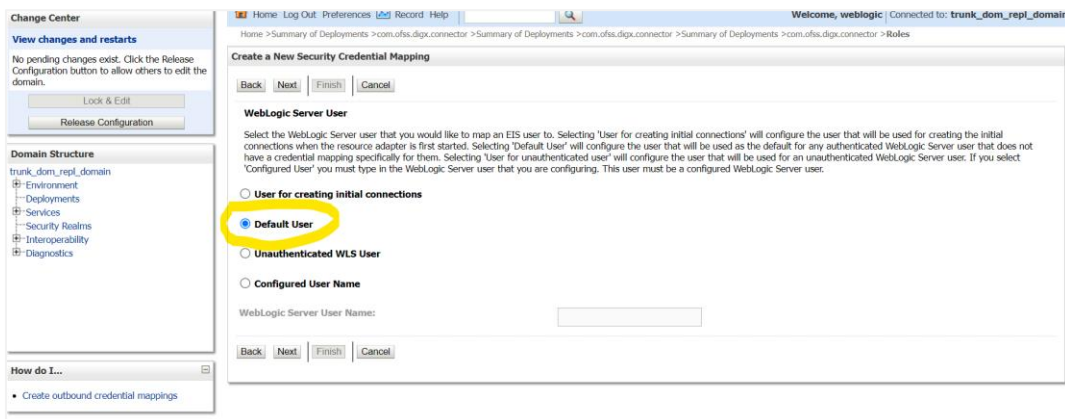 Change Center
View changes and restarts
No pending changes exist. Click the Release
Configuration button to allow others to edit the
domain.
Lock & Edit
Release Configuration
Domain Structure
trunk_dom_repl_domain
Environment
Deployments
Services
Security Realms
Interoperability
Diagnostics
How do I...
Create outbound credential mappings
Home Log Out Preferences Record Help
Welcome, weblogic Connected to: trunk_dom_repl_domain
Home >Summary of Deployments >com.ofss.digx.connector >Summary of Deployments >com.ofss.digx.connector >Summary of Deployments >com.ofss.digx.connector >Roles
Create a New Security Credential Mapping
Back Next Finish Cancel
WebLogic Server User
Select the WebLogic Server user that you would like to map an EIS user to. Selecting 'User for creating initial connections' will configure the user that will be used for creating the initial
connections when the resource adapter is first started. Selecting 'Default User' will configure the user that will be used as the default for any authenticated WebLogic Server user that does not
have a credential mapping specifically for them. Selecting 'User for unauthenticated user' will configure the user that will be used for an unauthenticated WebLogic Server user. If you select
'Configured User' you must type in the WebLogic Server user that you are configuring. This user must be a configured WebLogic Server user.
User for creating initial connections
Default User
Unauthenticated WLS User
Configured User Name
WebLogic Server User Name:
Back Next Finish Cancel